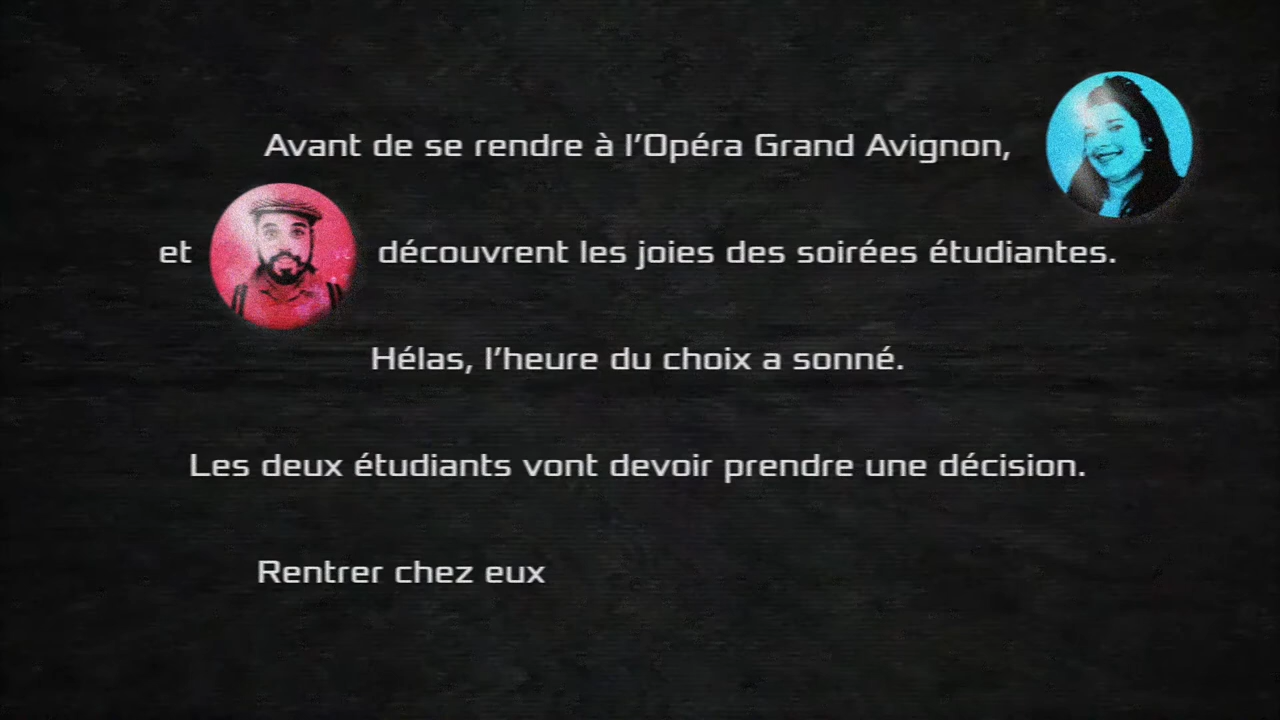 Avant de se rendre à l’Opéra Grand Avignon,
et découvrent les joies des soirées étudiantes.
Hélas, l’heure du choix a sonné.
Les deux étudiants vont devoir prendre une décision.
Rentrer chez eux